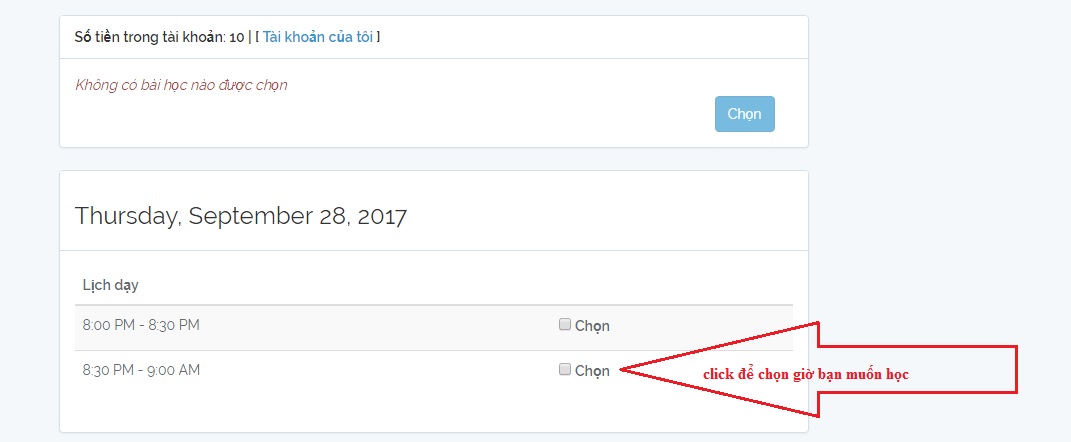 Số tiền trong tài khoản: 10 | [ Tài khoản của tôi ]
Không có bài học nào được chọn
Chọn
Thursday, September 28, 2017
Lịch dạy
8:00 PM - 8:30 PM Chọn
8:30 PM - 9:00 AM Chọn
click để chọn giờ bạn muốn học